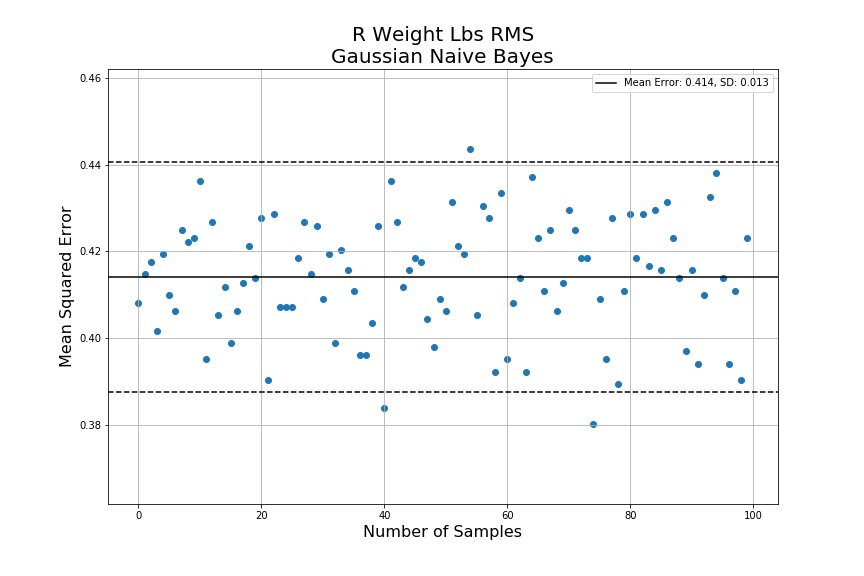 R Weight Lbs RMS
Gaussian Naive Bayes
Mean Error: 0.414, SD: 0.013
Mean Squared Error
0.46
0.44
0.42
0.40
0.38
0 20 40 60 80 100
Number of Samples